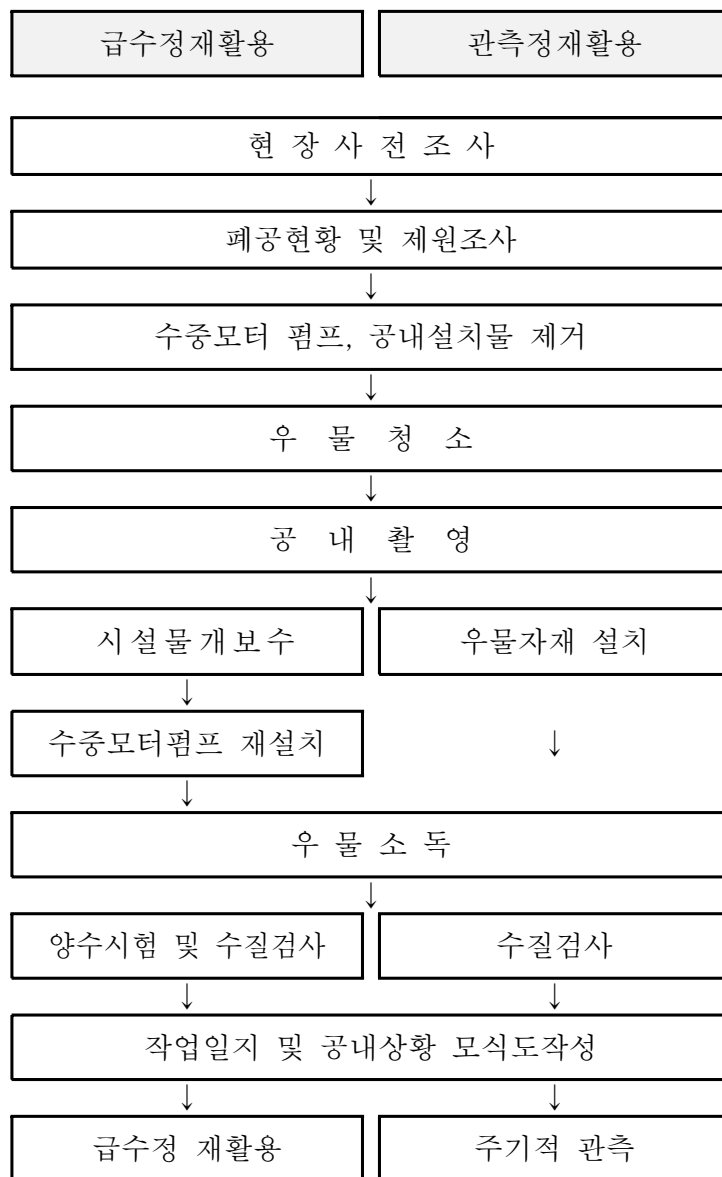 급수정재활용
관측정재활용
현장사전조사
↓
폐공현황 및 제원조사
↓
수중모터 펌프, 공내설치물 제거
↓
우물청소
↓
공내촬영
↓
시설물개보수
우물자재 설치
↓
수중모터펌프 재설치
↓
↓
우물소독
↓
양수시험 및 수질검사
수질검사
↓ ↓
작업일지 및 공내상황 모식도작성
↓ ↓
급수정 재활용
주기적 관측